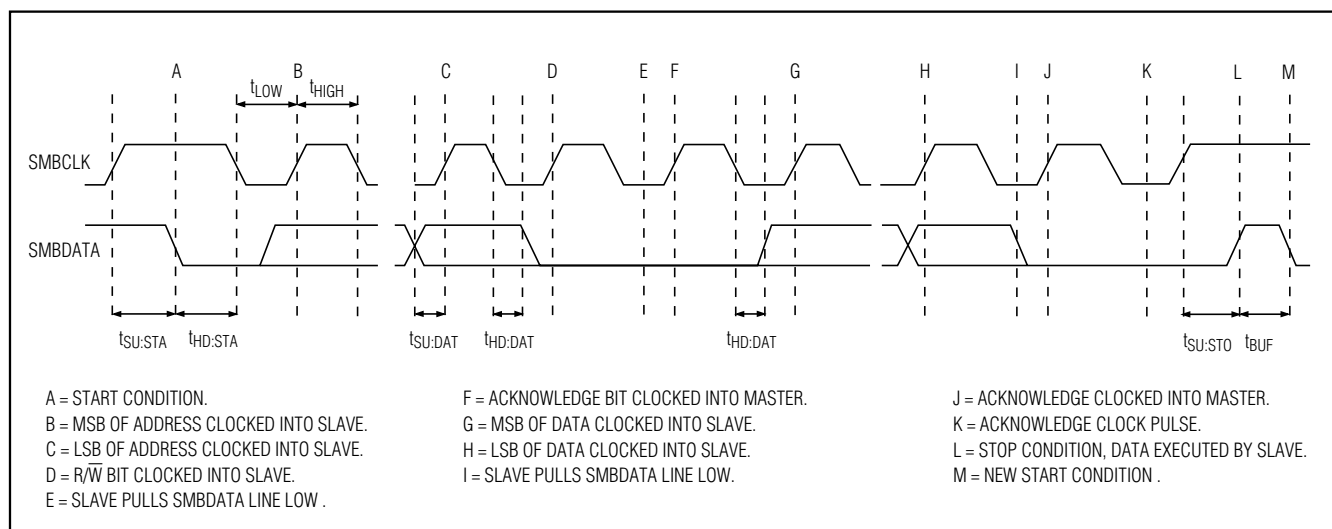 A B C D E F G H I J K L M
tLOW tHIGH
SMBCLK
SMBDATA
tSU:STA tHD:STA tSU:DAT tHD:DAT tHD:DAT tSU:STO tBUF
A = START CONDITION.
B = MSB OF ADDRESS CLOCKED INTO SLAVE.
C = LSB OF ADDRESS CLOCKED INTO SLAVE.
D = R/W̅ BIT CLOCKED INTO SLAVE.
E = SLAVE PULLS SMBDATA LINE LOW .
F = ACKNOWLEDGE BIT CLOCKED INTO MASTER.
G = MSB OF DATA CLOCKED INTO SLAVE.
H = LSB OF DATA CLOCKED INTO SLAVE.
I = SLAVE PULLS SMBDATA LINE LOW.
J = ACKNOWLEDGE CLOCKED INTO MASTER.
K = ACKNOWLEDGE CLOCK PULSE.
L = STOP CONDITION, DATA EXECUTED BY SLAVE.
M = NEW START CONDITION .